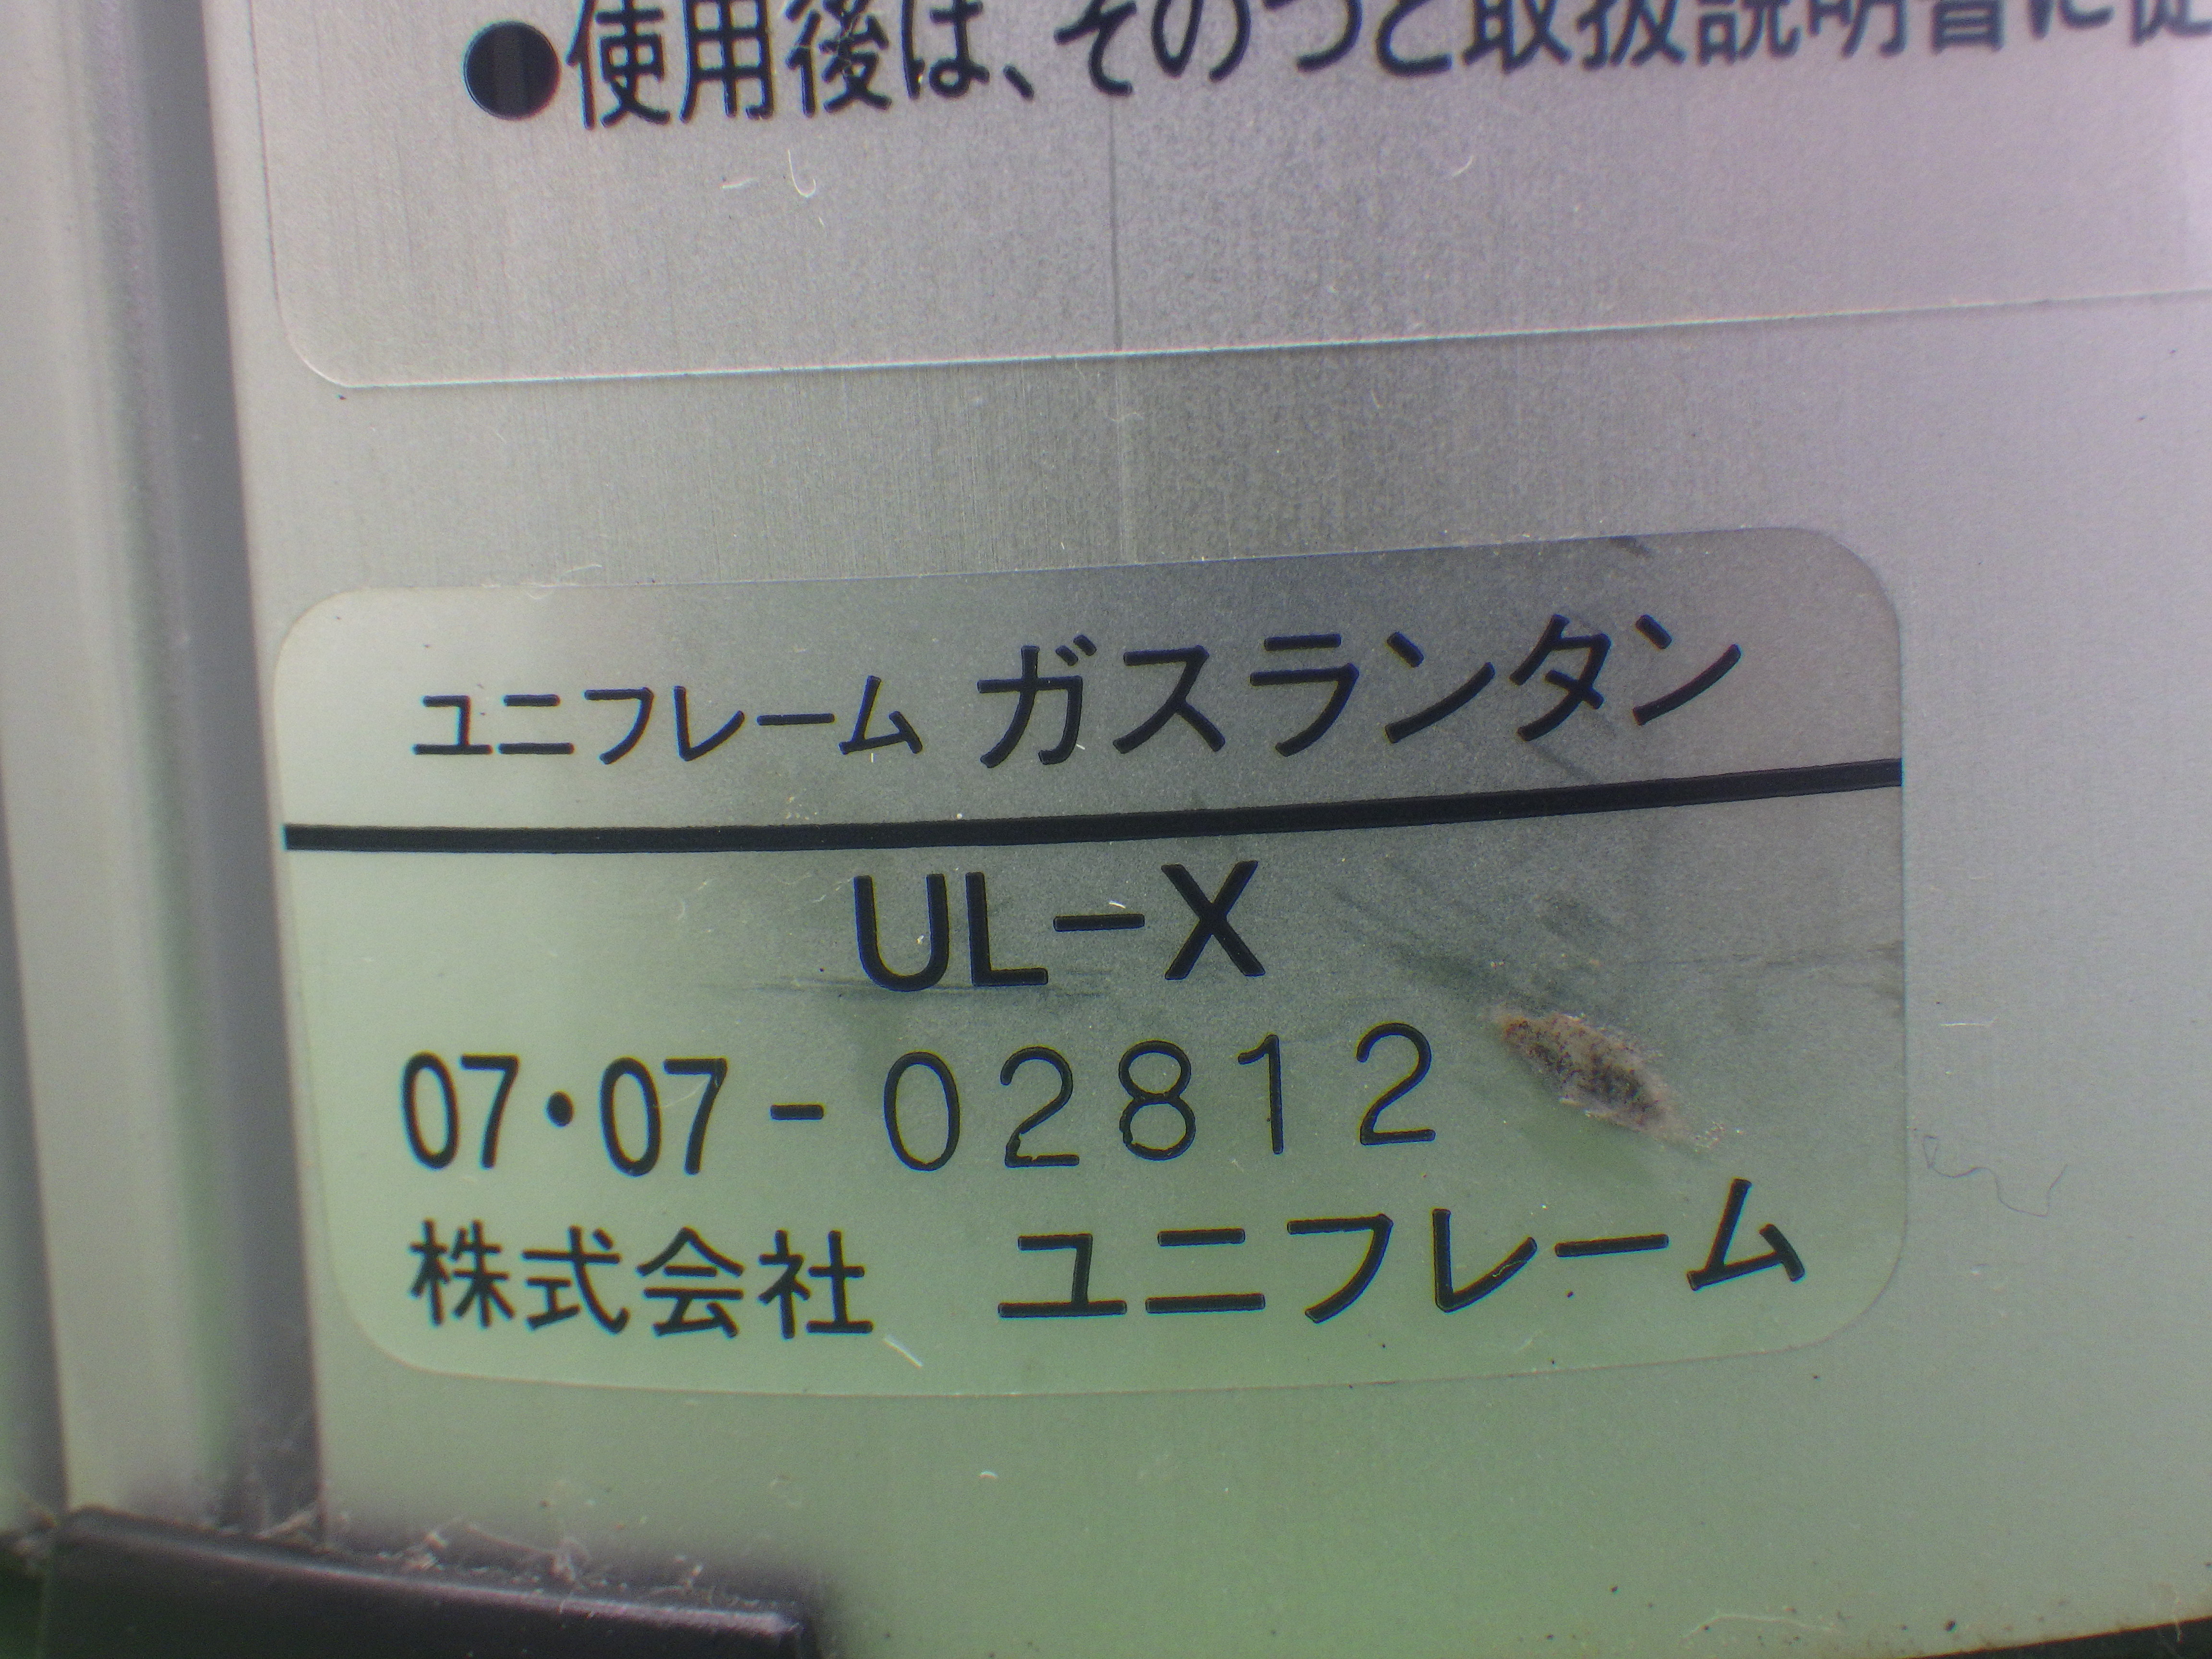 ●使用後は、そのつど取扱説明書に従
ユニフレーム ガスランタン
UL-X
07・07-02812
株式会社 ユニフレーム